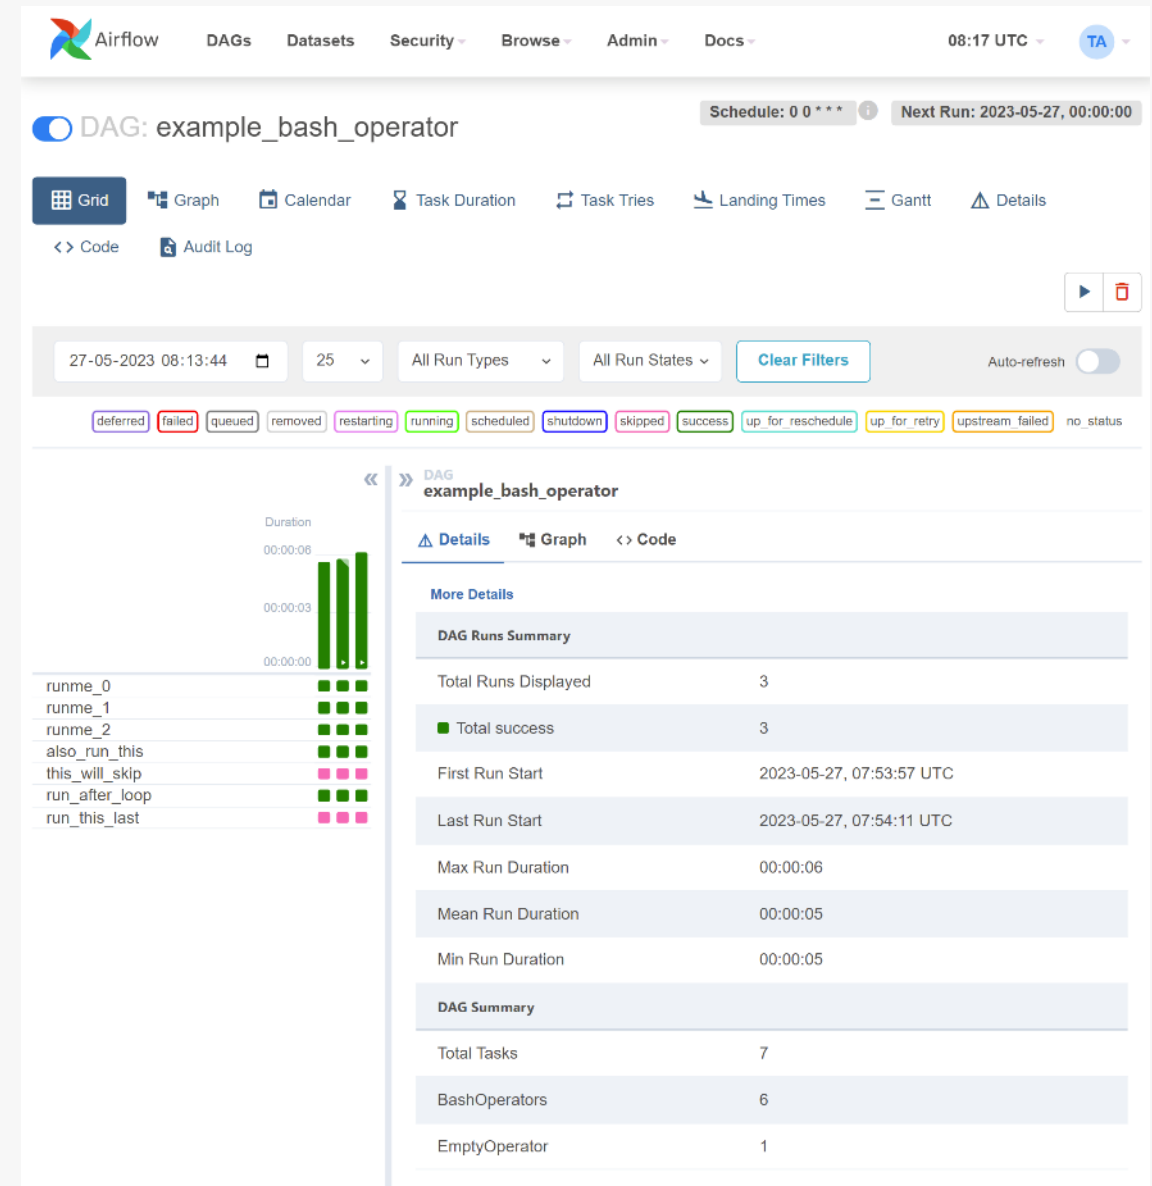 Airflow DAGs Datasets Security Browse Admin Docs 08:17 UTC TA
DAG: example_bash_operator
Schedule: 0 0 * * * i Next Run: 2023-05-27, 00:00:00
Grid Graph Calendar Task Duration Task Tries Landing Times Gantt Details
Code Audit Log
27-05-2023 08:13:44 25 All Run Types All Run States Clear Filters Auto-refresh
deferred failed queued removed restarting running scheduled shutdown skipped success up_for_reschedule up_for_retry upstream_failed no_status
Duration
00:00:06
00:00:03
00:00:00
runme_0
runme_1
runme_2
also_run_this
this_will_skip
run_after_loop
run_this_last
DAG
example_bash_operator
Details Graph Code
More Details
DAG Runs Summary
Total Runs Displayed 3
Total success 3
First Run Start 2023-05-27, 07:53:57 UTC
Last Run Start 2023-05-27, 07:54:11 UTC
Max Run Duration 00:00:06
Mean Run Duration 00:00:05
Min Run Duration 00:00:05
DAG Summary
Total Tasks 7
BashOperators 6
EmptyOperator 1